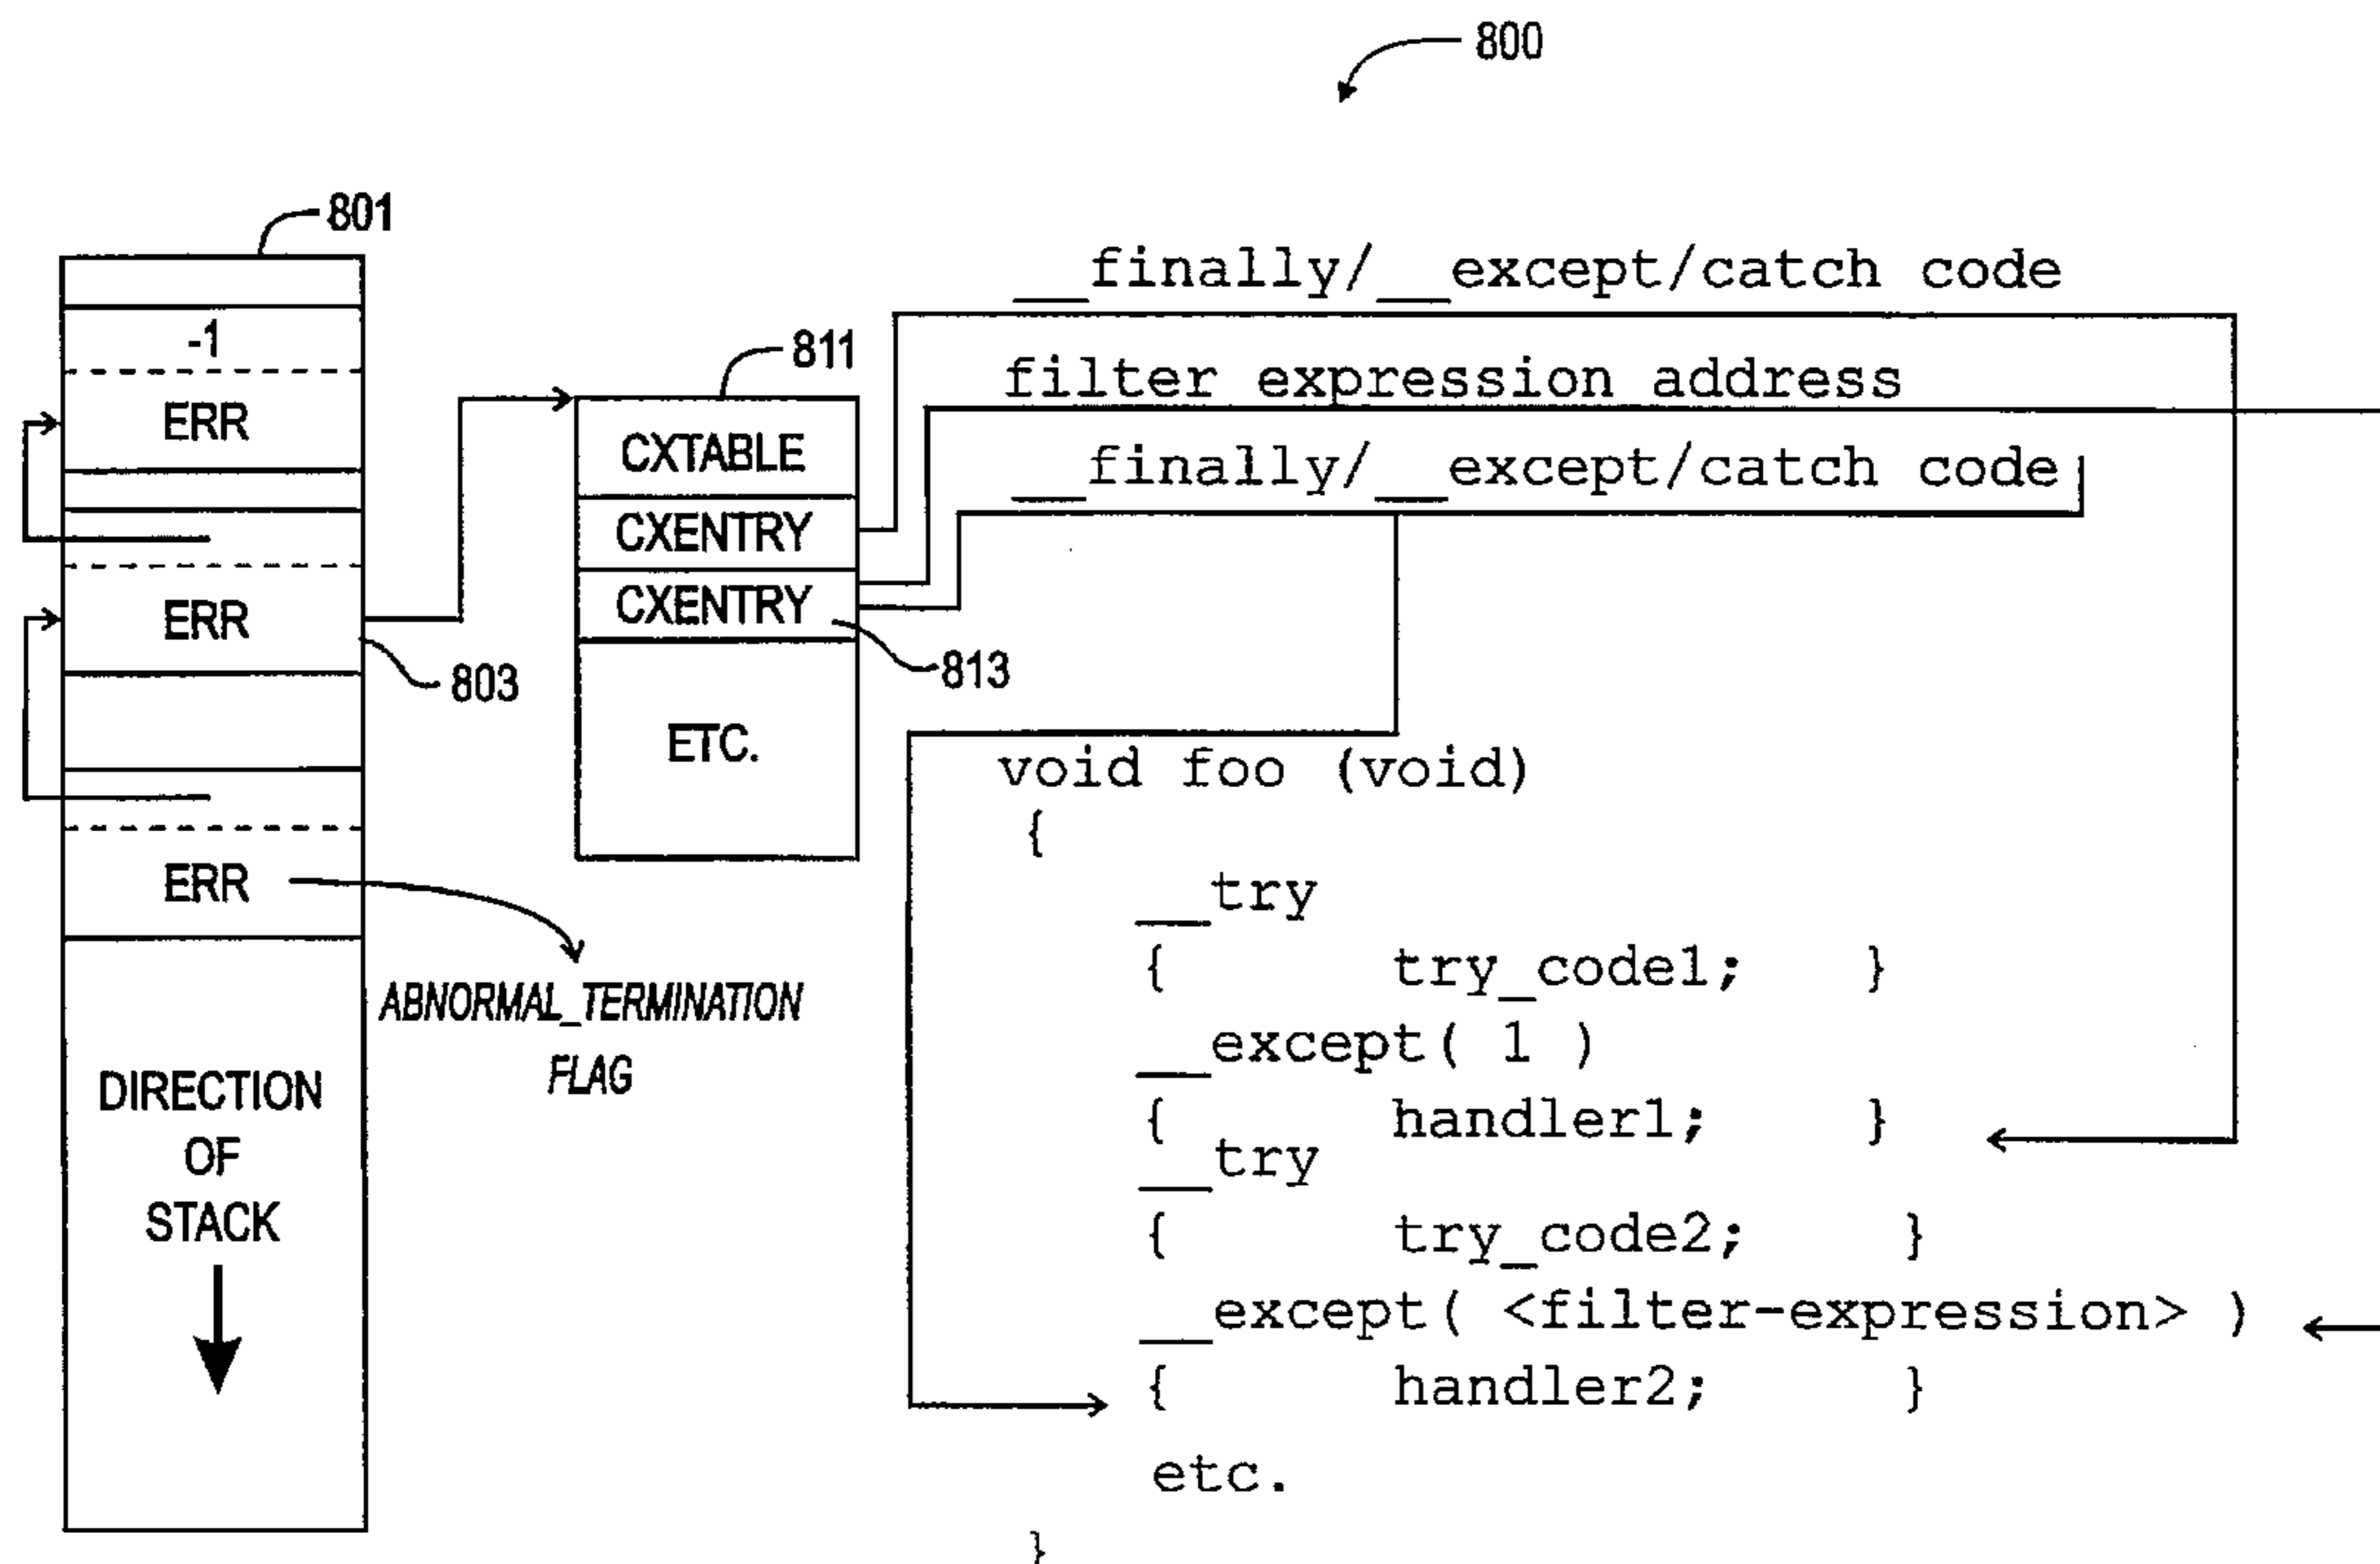 800
801
-1
ERR
ERR
803
ERR
ABNORMAL_TERMINATION
FLAG
DIRECTION
OF
STACK
811
CXTABLE
CXENTRY
CXENTRY
813
ETC.
__finally/__except/catch code
filter expression address
__finally/__except/catch code
void foo (void)
{
__try
{ try_code1; }
__except( 1 )
{ handler1; }
__try
{ try_code2; }
__except( <filter-expression> )
{ handler2; }
etc.
}